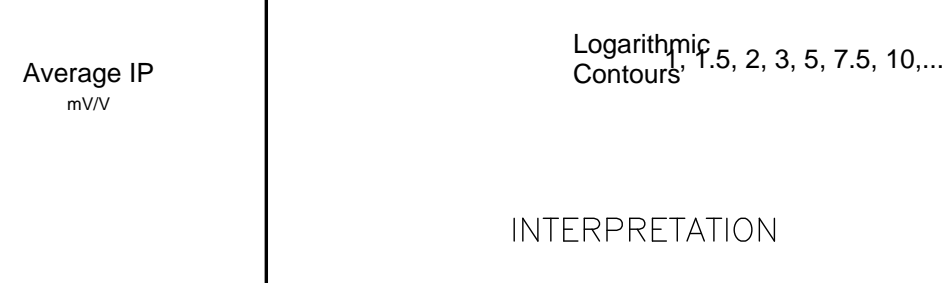 Average IP
mV/V
Logarithmic
Contours
1, 1.5, 2, 3, 5, 7.5, 10,...
INTERPRETATION